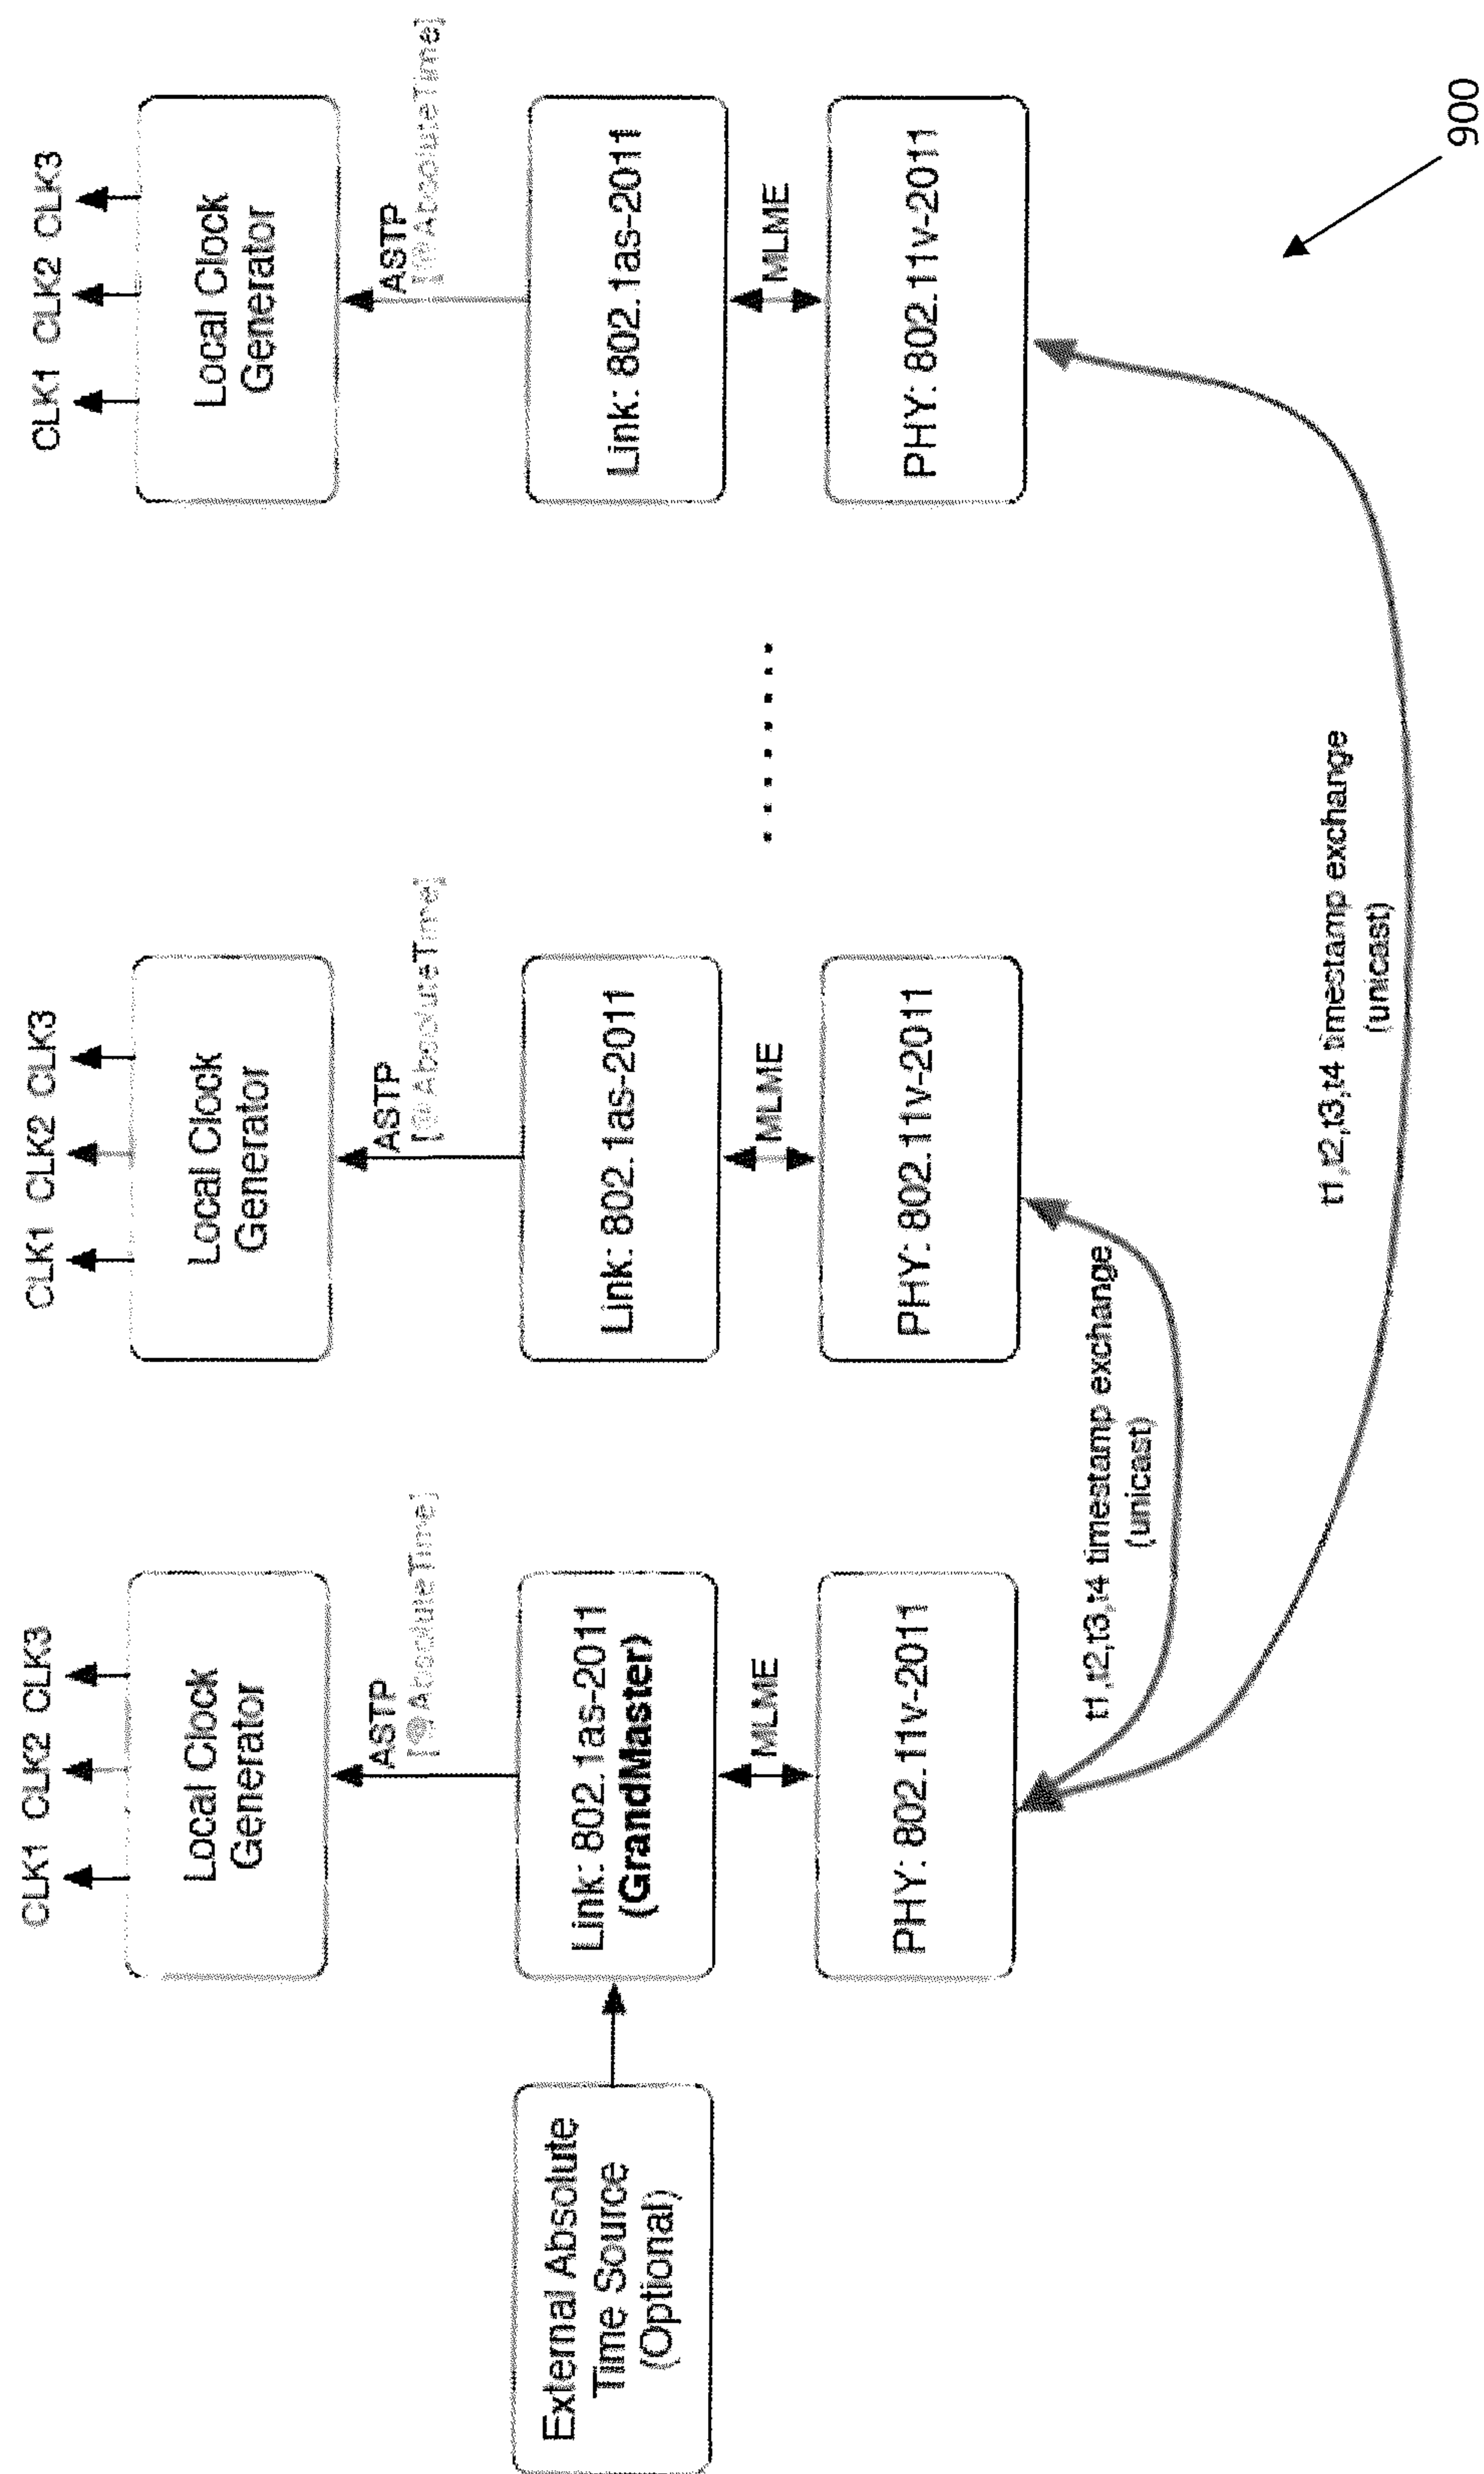 CLK1 CLK2 CLK3
Local Clock
Generator
ASTP
[@AbsoluteTime]
External Absolute
Time Source
(Optional)
Link: 802.1as-2011
(GrandMaster)
MLME
PHY: 802.11v-2011
CLK1 CLK2 CLK3
Local Clock
Generator
ASTP
[@AbsoluteTime]
Link: 802.1as-2011
MLME
PHY: 802.11v-2011
CLK1 CLK2 CLK3
Local Clock
Generator
ASTP
[@AbsoluteTime]
Link: 802.1as-2011
MLME
PHY: 802.11v-2011
t1,t2,t3,t4 timestamp exchange
(unicast)
t1,t2,t3,t4 timestamp exchange
(unicast)
900